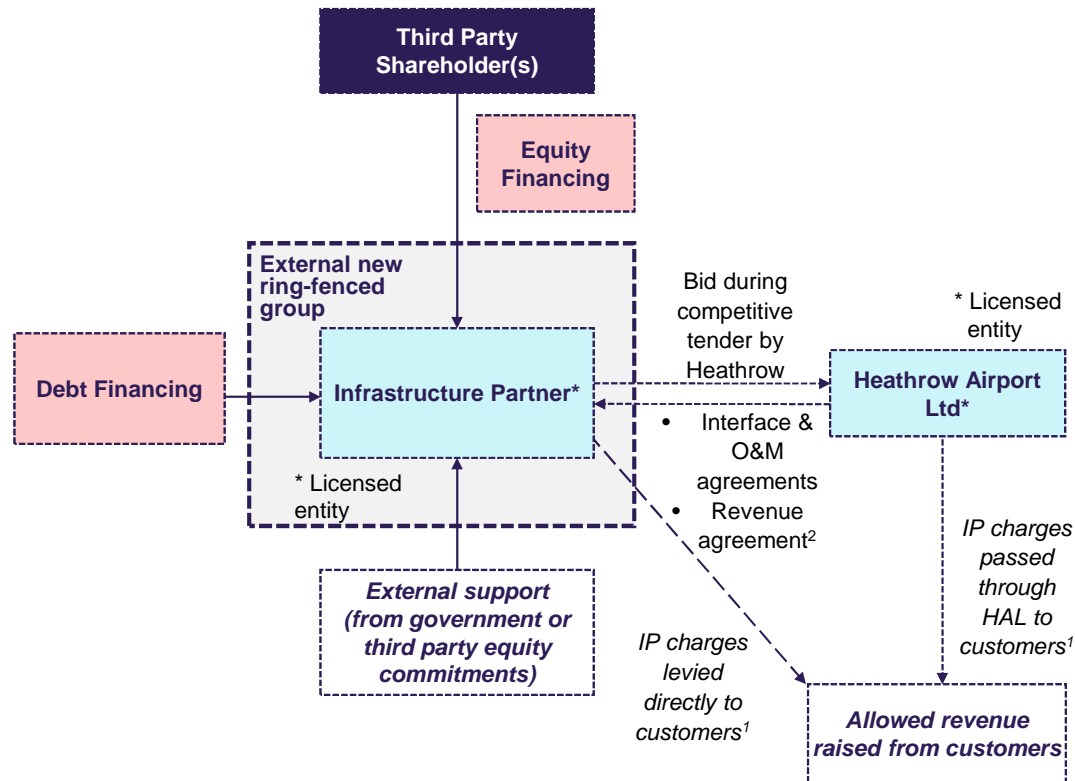 Third Party
Shareholder(s)
Equity
Financing
External new
ring-fenced
group
Debt Financing
Infrastructure Partner*
* Licensed
entity
Bid during
competitive
tender by
Heathrow
* Licensed
entity
Heathrow Airport
Ltd*
• Interface &
O&M
agreements
• Revenue
agreement²
External support
(from government or
third party equity
commitments)
IP charges
levied
directly to
customers¹
IP charges
passed
through
HAL to
customers¹
Allowed revenue
raised from customers